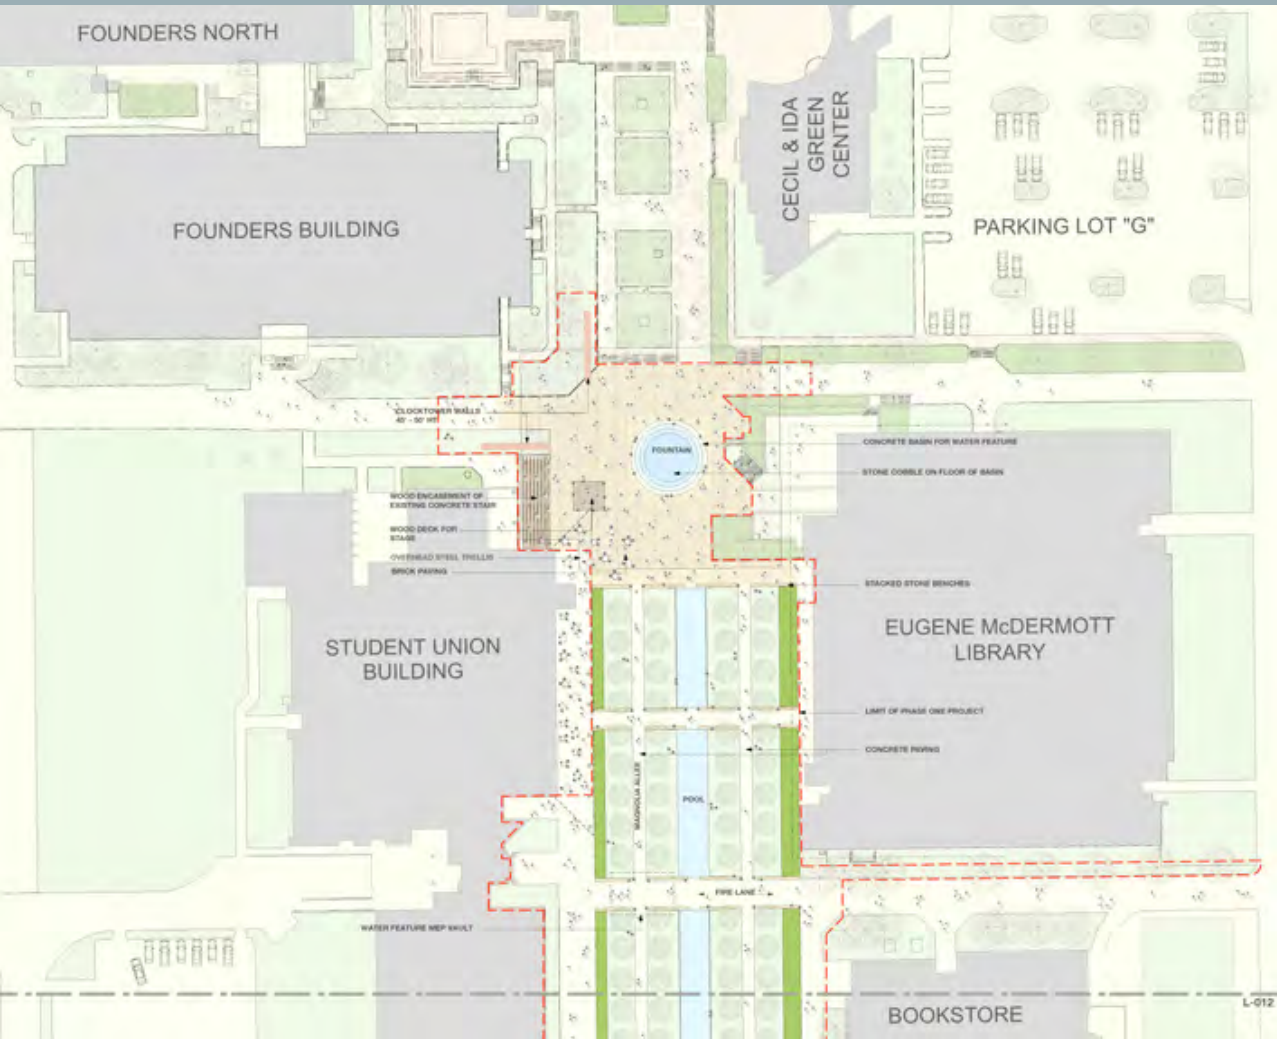 FOUNDERS NORTH
CECIL & IDA
GREEN
CENTER
FOUNDERS BUILDING
PARKING LOT "G"
CLOCKTOWER WALLS
40' - 50' HT
FOUNTAIN
CONCRETE BASIN FOR WATER FEATURE
STONE COBBLE ON FLOOR OF BASIN
WOOD ENCASEMENT OF
EXISTING CONCRETE STAIR
WOOD DECK FOR
STAGE
OVERHEAD STEEL TRELLIS
BRICK PAVING
STACKED STONE BENCHES
STUDENT UNION
BUILDING
EUGENE McDERMOTT
LIBRARY
LIMIT OF PHASE ONE PROJECT
CONCRETE PAVING
MAGNOLIA ALLEE
POOL
FIRE LANE
WATER FEATURE MEP VAULT
L-012
BOOKSTORE